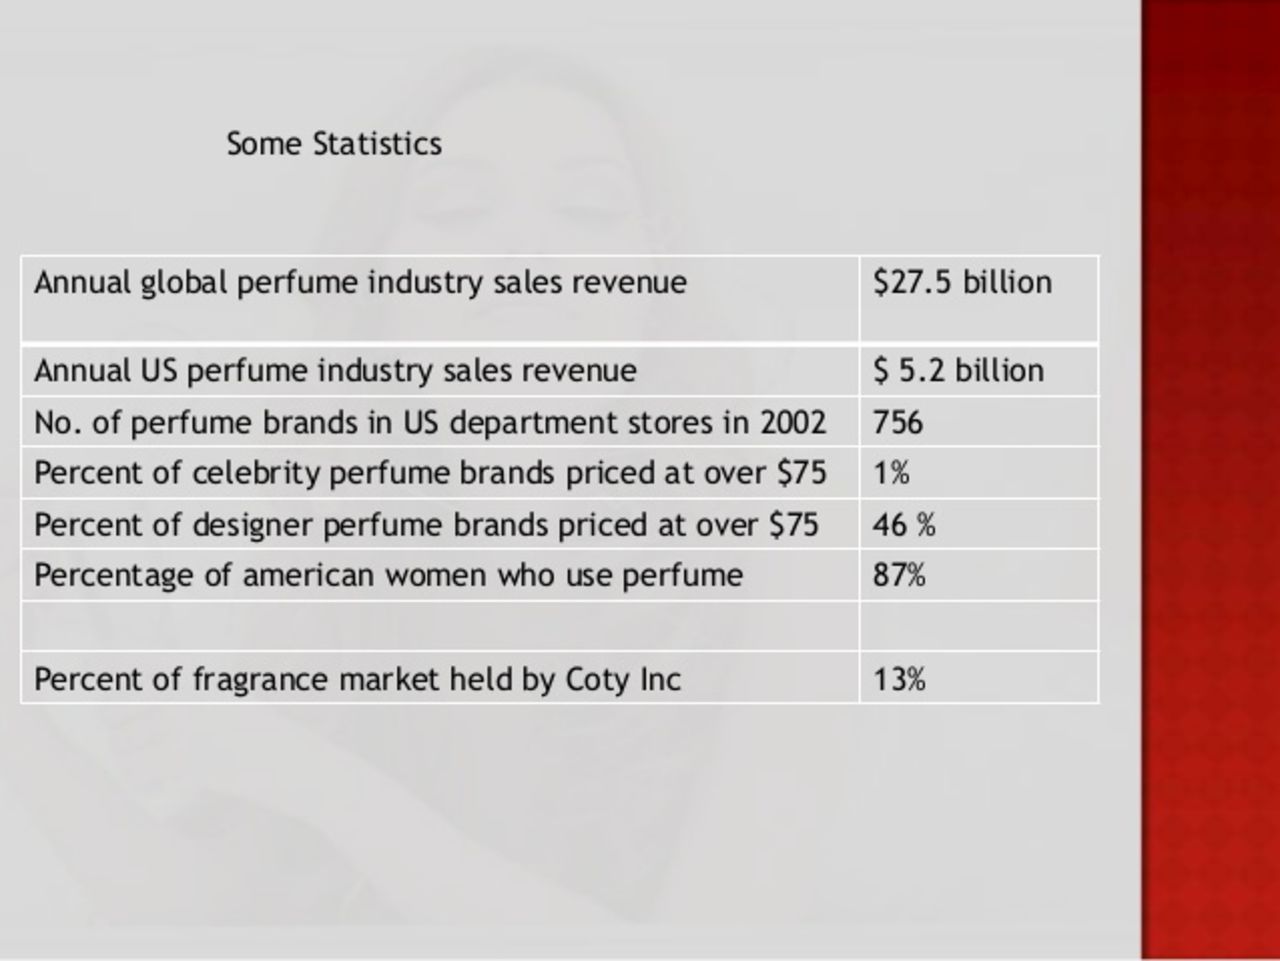 Some Statistics
Annual global perfume industry sales revenue $27.5 billion
Annual US perfume industry sales revenue $ 5.2 billion
No. of perfume brands in US department stores in 2002 756
Percent of celebrity perfume brands priced at over $75 1%
Percent of designer perfume brands priced at over $75 46 %
Percentage of american women who use perfume 87%
Percent of fragrance market held by Coty Inc 13%